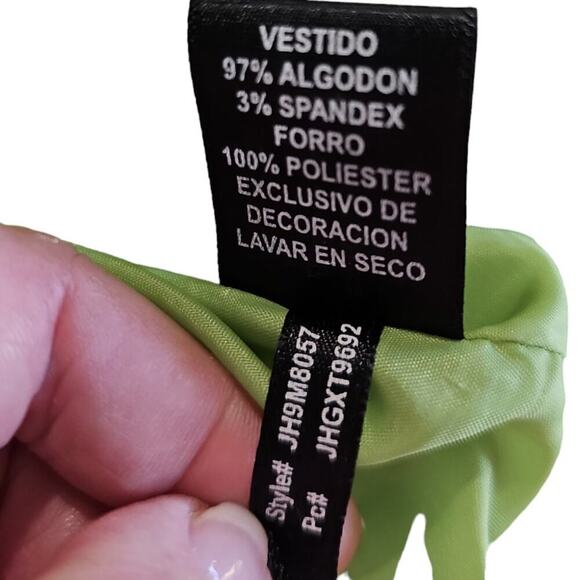 VESTIDO
97% ALGODON
3% SPANDEX
FORRO
100% POLIESTER
EXCLUSIVO DE
DECORACION
LAVAR EN SECO
Style# JH9M8057
Pc# JHGXT9692